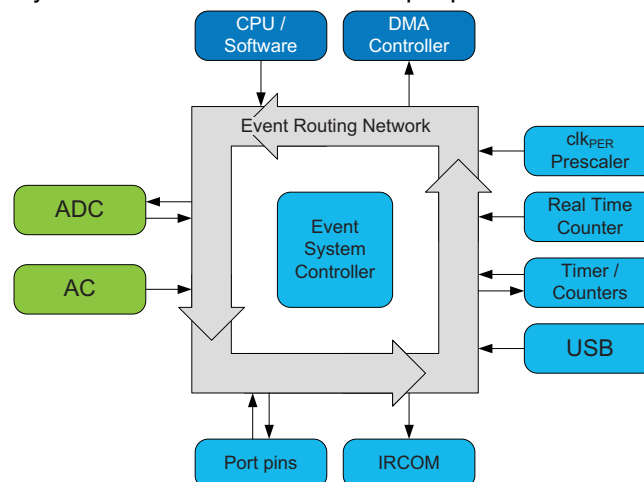 CPU /
Software
DMA
Controller
Event Routing Network
clkPER
Prescaler
ADC
Real Time
Counter
Event
System
Controller
AC
Timer /
Counters
USB
Port pins
IRCOM